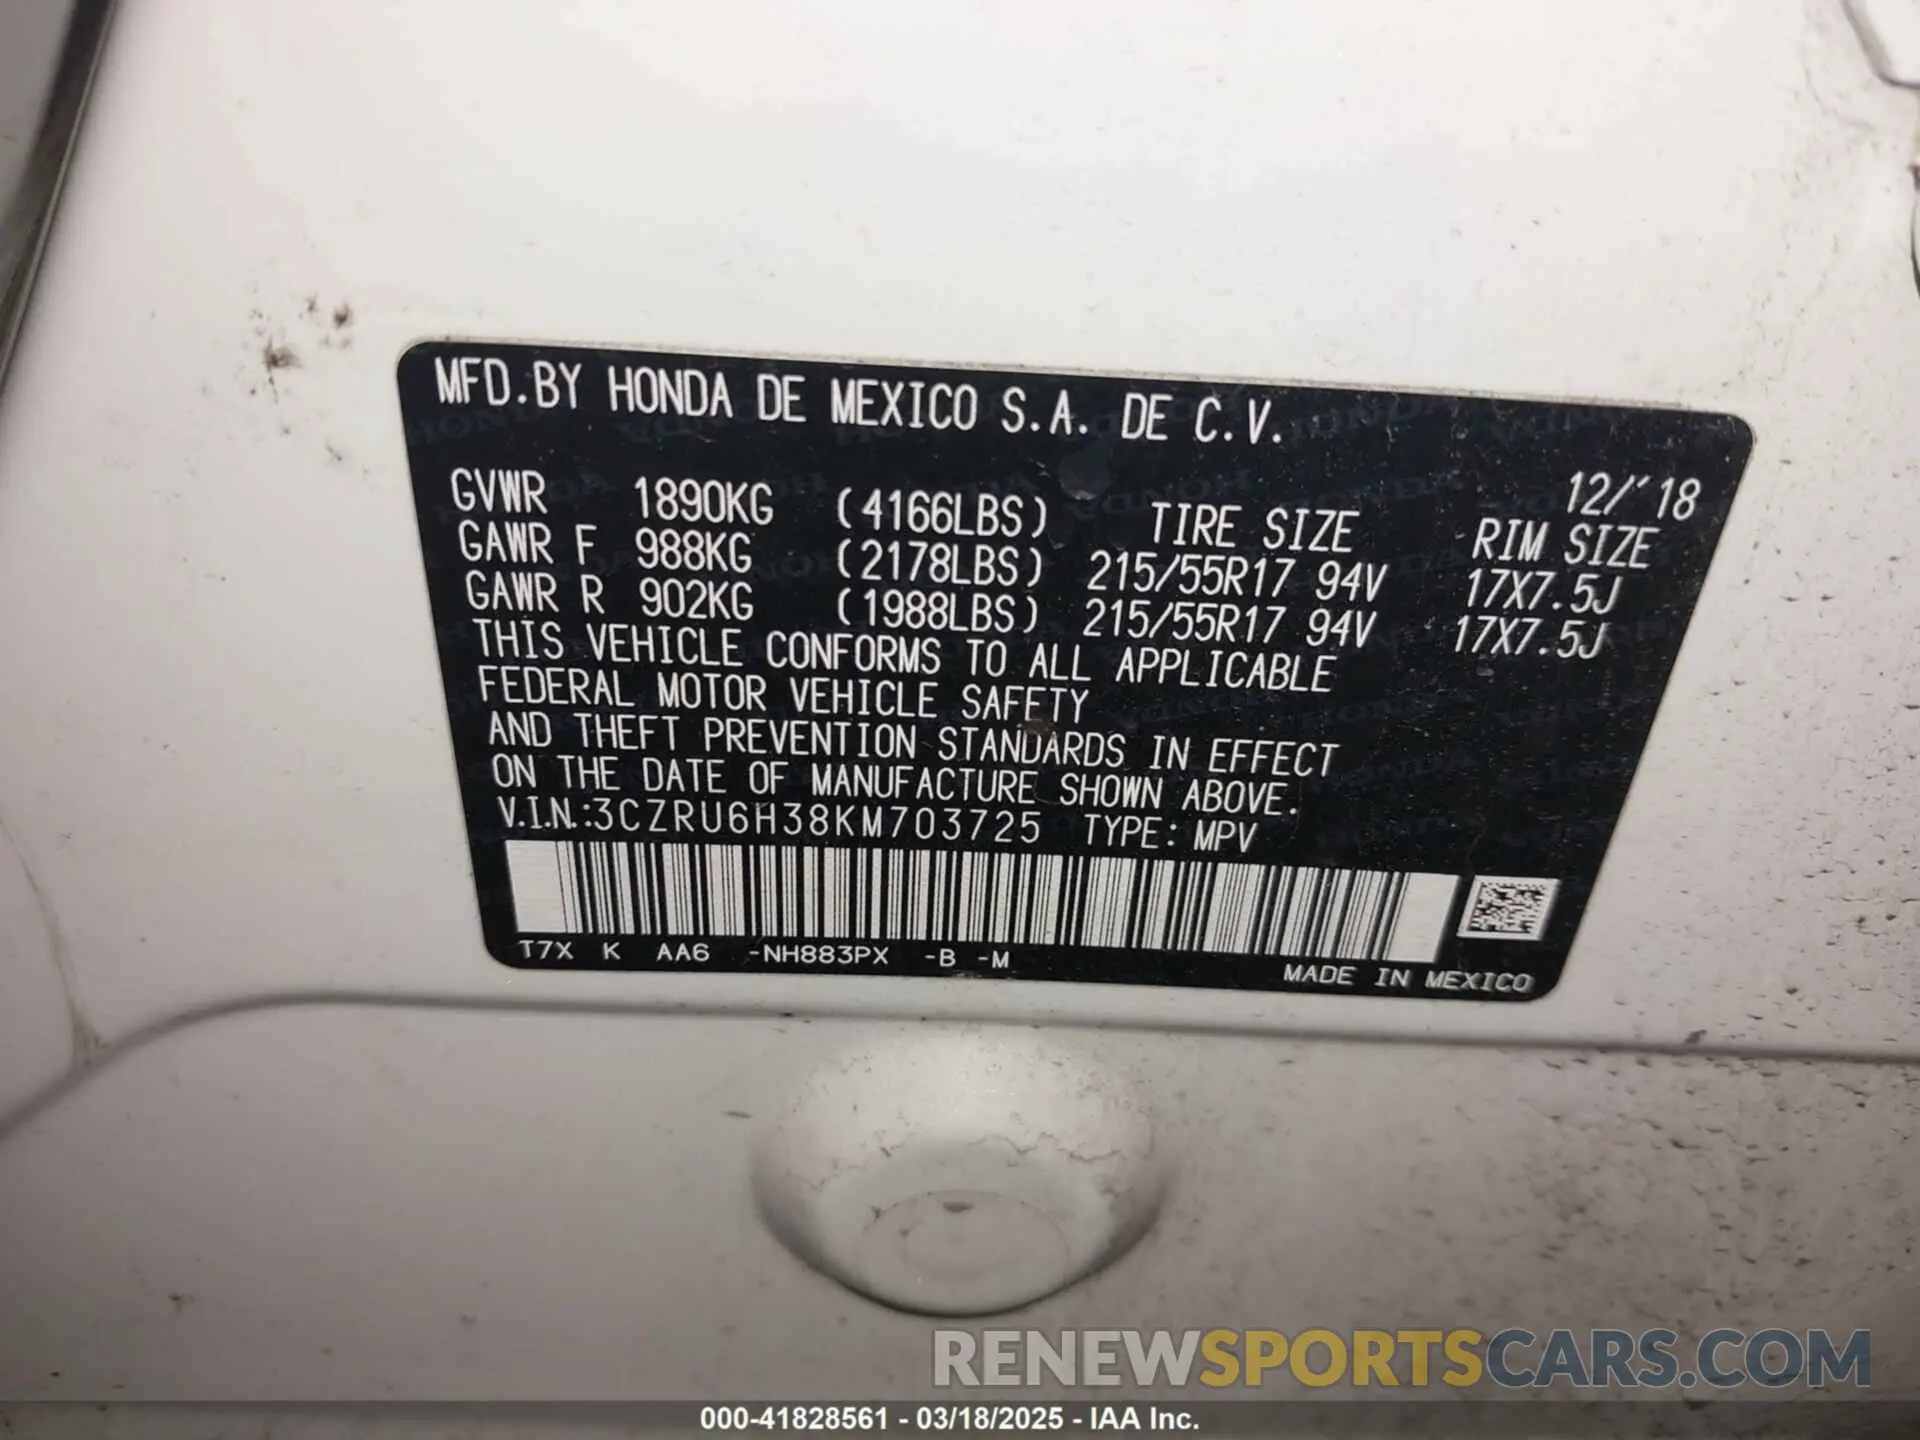 MFD.BY HONDA DE MEXICO S.A. DE C.V.
12/'18
GVWR 1890KG (4166LBS) TIRE SIZE RIM SIZE
GAWR F 988KG (2178LBS) 215/55R17 94V 17X7.5J
GAWR R 902KG (1988LBS) 215/55R17 94V 17X7.5J
THIS VEHICLE CONFORMS TO ALL APPLICABLE
FEDERAL MOTOR VEHICLE SAFETY
AND THEFT PREVENTION STANDARDS IN EFFECT
ON THE DATE OF MANUFACTURE SHOWN ABOVE.
V.I.N.:3CZRU6H38KM703725 TYPE: MPV
T7X K AA6 -NH883PX -B -M
MADE IN MEXICO
RENEWSPORTSCARS.COM
000-41828561 - 03/18/2025 - IAA Inc.